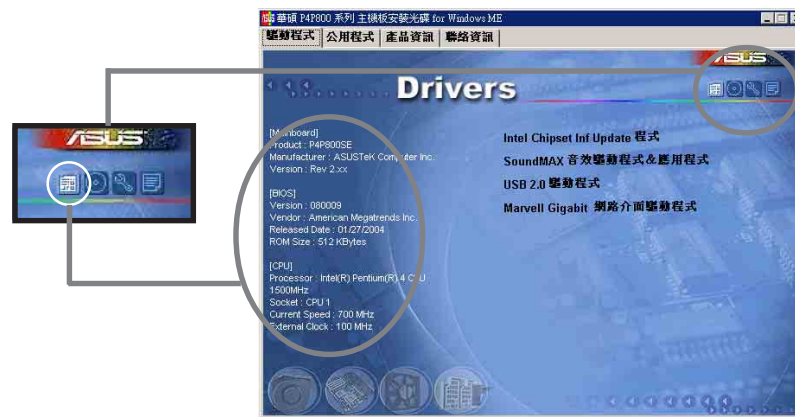 華碩 P4P800 系列 主機板安裝光碟 for Windows ME
驅動程式 公用程式 產品資訊 聯絡資訊
ASUS
Drivers
[Mainboard]
Product : P4P800SE
Manufacturer : ASUSTeK Computer Inc.
Version : Rev 2.xx
[BIOS]
Version : 080009
Vendor : American Megatrends Inc.
Released Date : 01/27/2004
ROM Size : 512 KBytes
[CPU]
Processor : Intel(R) Pentium(R) 4 CPU
1500MHz
Socket : CPU 1
Current Speed : 700 MHz
External Clock : 100 MHz
Intel Chipset Inf Update 程式
SoundMAX 音效驅動程式&應用程式
USB 2.0 驅動程式
Marvell Gigabit 網路介面驅動程式
ASUS